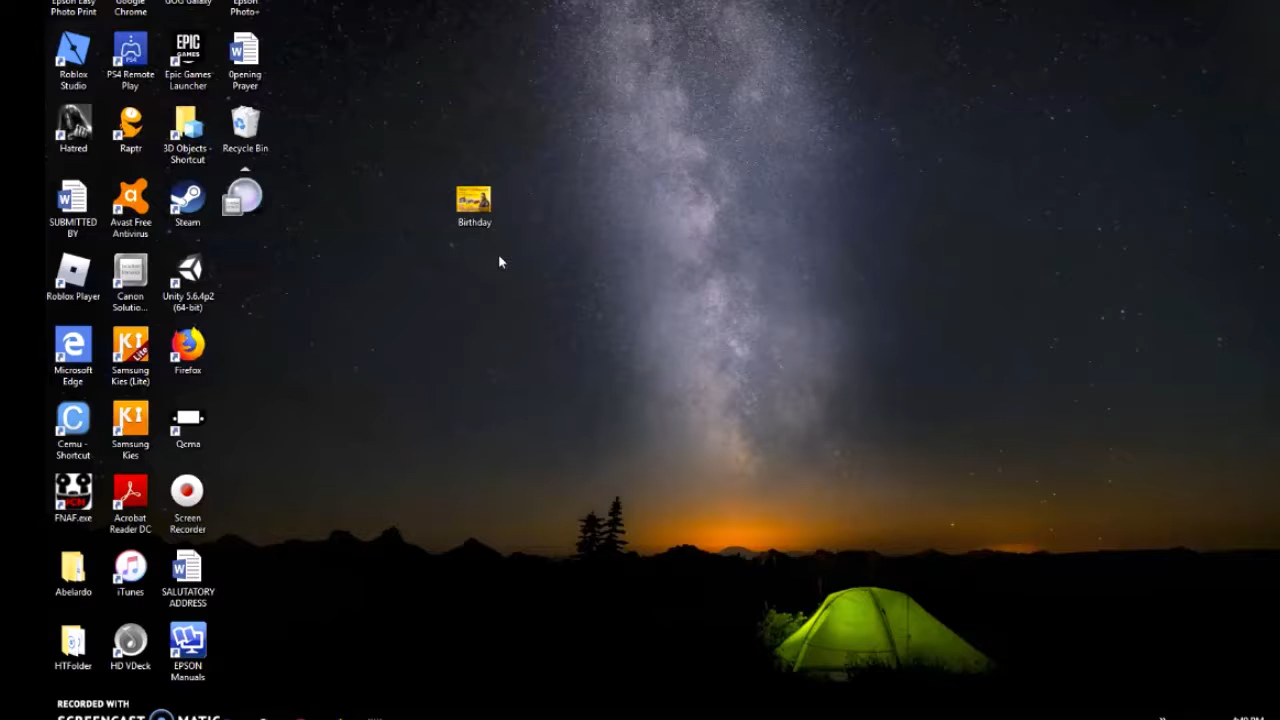 Epson Easy
Photo Print
Google
Chrome
GOG Galaxy
Epson
Photo+
Roblox
Studio
PS4 Remote
Play
EPIC
GAMES
Epic Games
Launcher
Opening
Prayer
Hatred
Raptr
3D Objects -
Shortcut
Recycle Bin
SUBMITTED
BY
Avast Free
Antivirus
Steam
Birthday
Roblox Player
Canon
Solutio...
Unity 5.6.4p2
(64-bit)
Microsoft
Edge
Samsung
Kies (Lite)
Firefox
Cemu -
Shortcut
Samsung
Kies
Qcma
FNAF.exe
Acrobat
Reader DC
Screen
Recorder
Abelardo
iTunes
SALUTATORY
ADDRESS
HTFolder
HD VDeck
EPSON
Manuals
RECORDED WITH
SCREENCAST MATIC